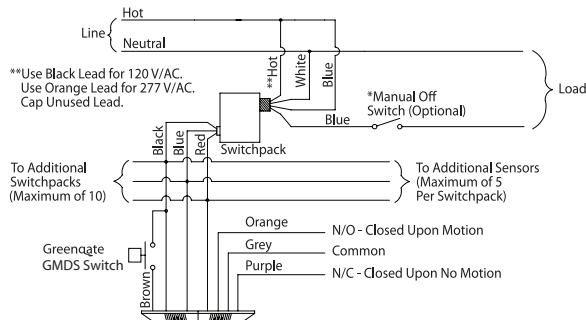 Hot
Line
Neutral
**Use Black Lead for 120 V/AC.
Use Orange Lead for 277 V/AC.
Cap Unused Lead.
**Hot
White
Blue
Load
*Manual Off
Switch (Optional)
Blue
Black
Blue
Red
Switchpack
To Additional
Switchpacks
(Maximum of 10)
To Additional Sensors
(Maximum of 5
Per Switchpack)
Orange
N/O - Closed Upon Motion
Grey
Common
Purple
N/C - Closed Upon No Motion
Greengate
GMDS Switch
Brown